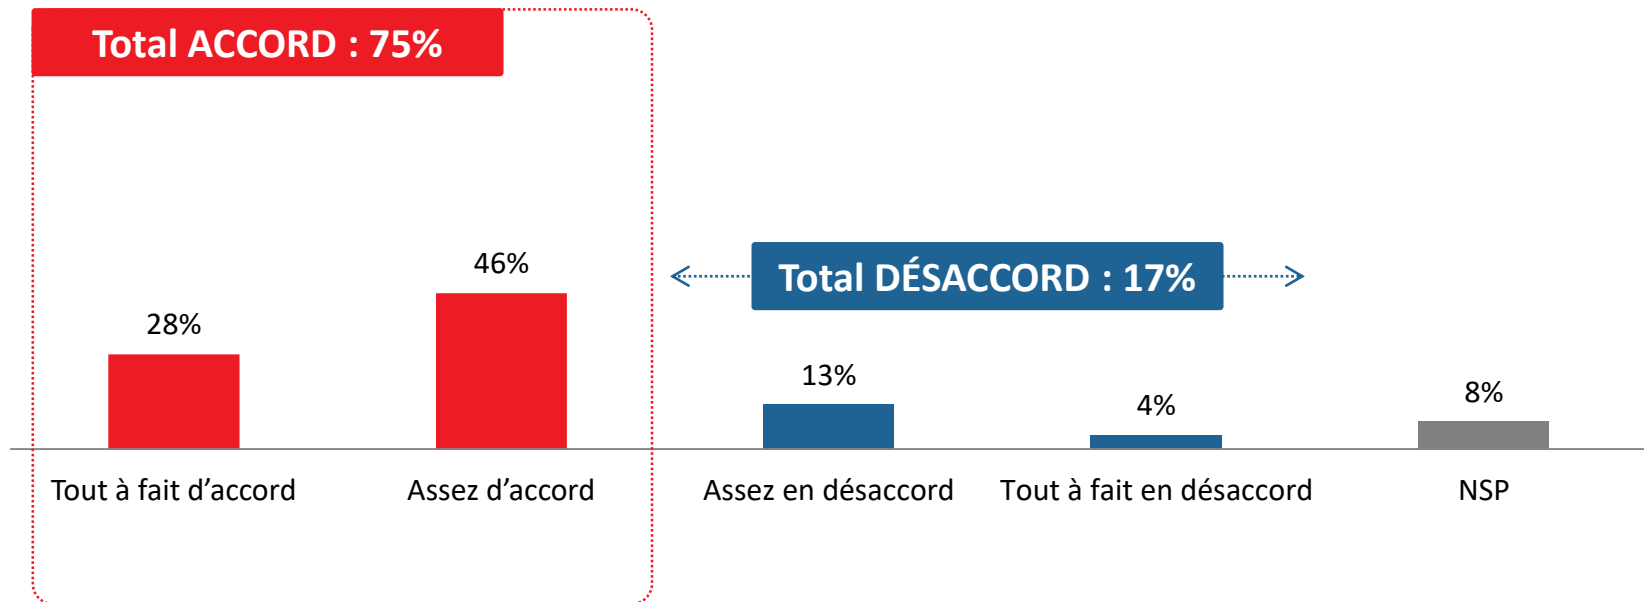 Total ACCORD : 75%
46%
Total DÉSACCORD : 17%
28%
13%
4%
8%
Tout à fait d’accord
Assez d’accord
Assez en désaccord
Tout à fait en désaccord
NSP